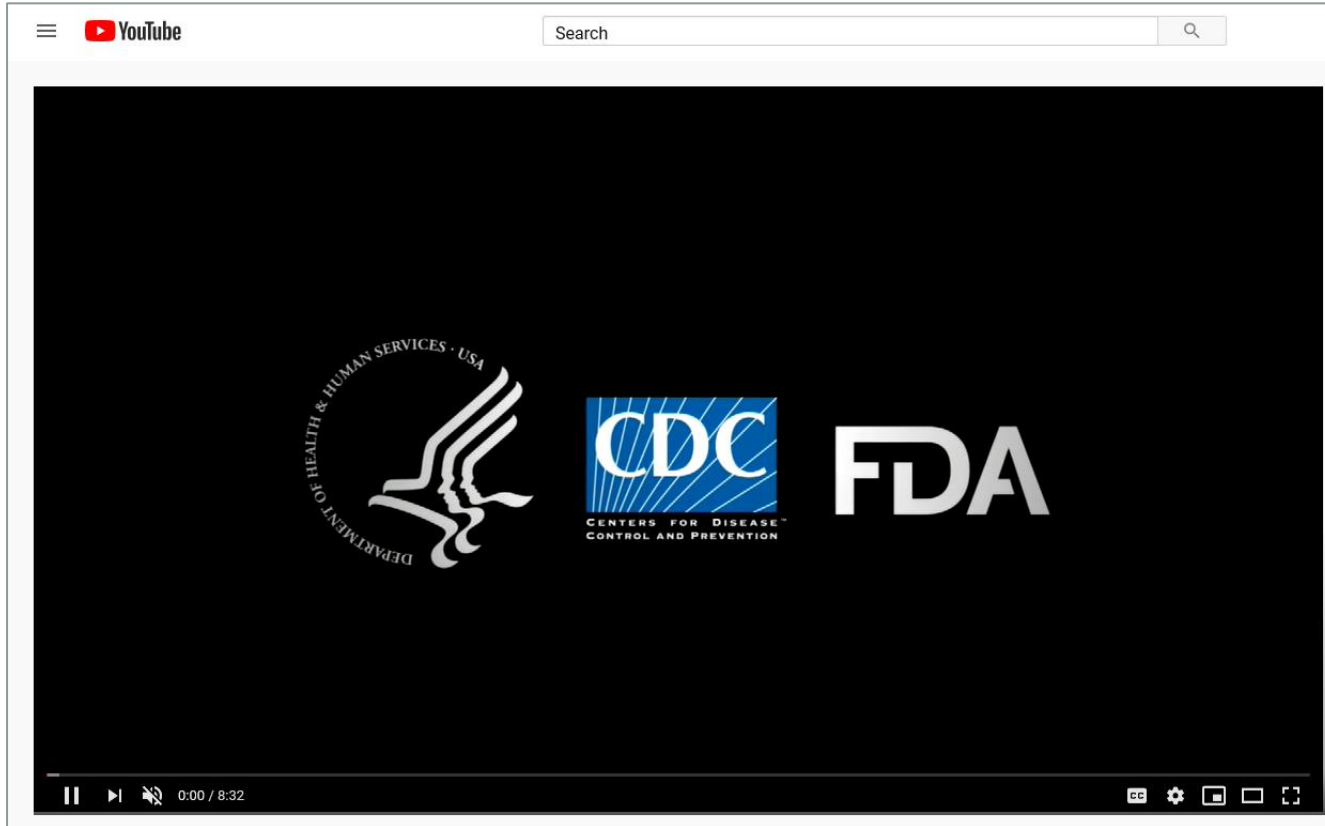 YouTube
Search
DEPARTMENT OF HEALTH & HUMAN SERVICES · USA
CDC
CENTERS FOR DISEASE™
CONTROL AND PREVENTION
FDA
0:00 / 8:32
CC